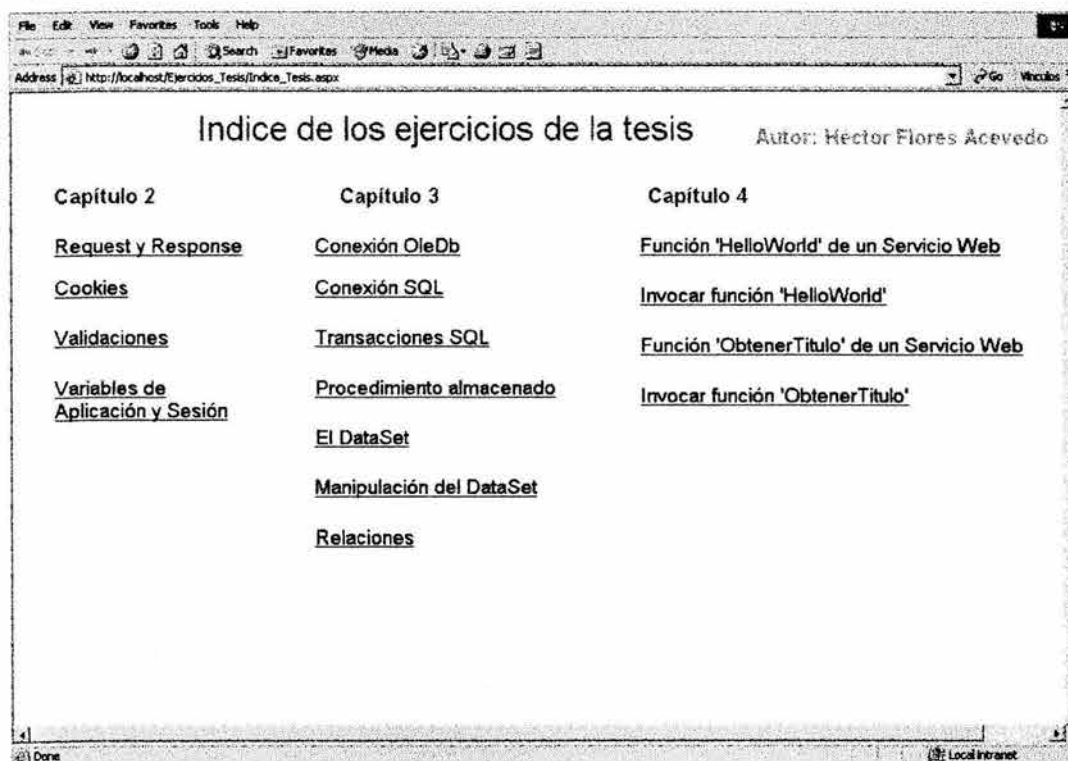 File Edit View Favorites Tools Help
Search Favorites Media
Address http://localhost/Ejercicios_Tesis/Indice_Tesis.aspx Go Vínculos
Indice de los ejercicios de la tesis
Autor: Héctor Flores Acevedo
Capítulo 2
Request y Response
Cookies
Validaciones
Variables de
Aplicación y Sesión
Capítulo 3
Conexión OleDb
Conexión SQL
Transacciones SQL
Procedimiento almacenado
El DataSet
Manipulación del DataSet
Relaciones
Capítulo 4
Función 'HelloWorld' de un Servicio Web
Invocar función 'HelloWorld'
Función 'ObtenerTitulo' de un Servicio Web
Invocar función 'ObtenerTitulo'
Done
Local intranet